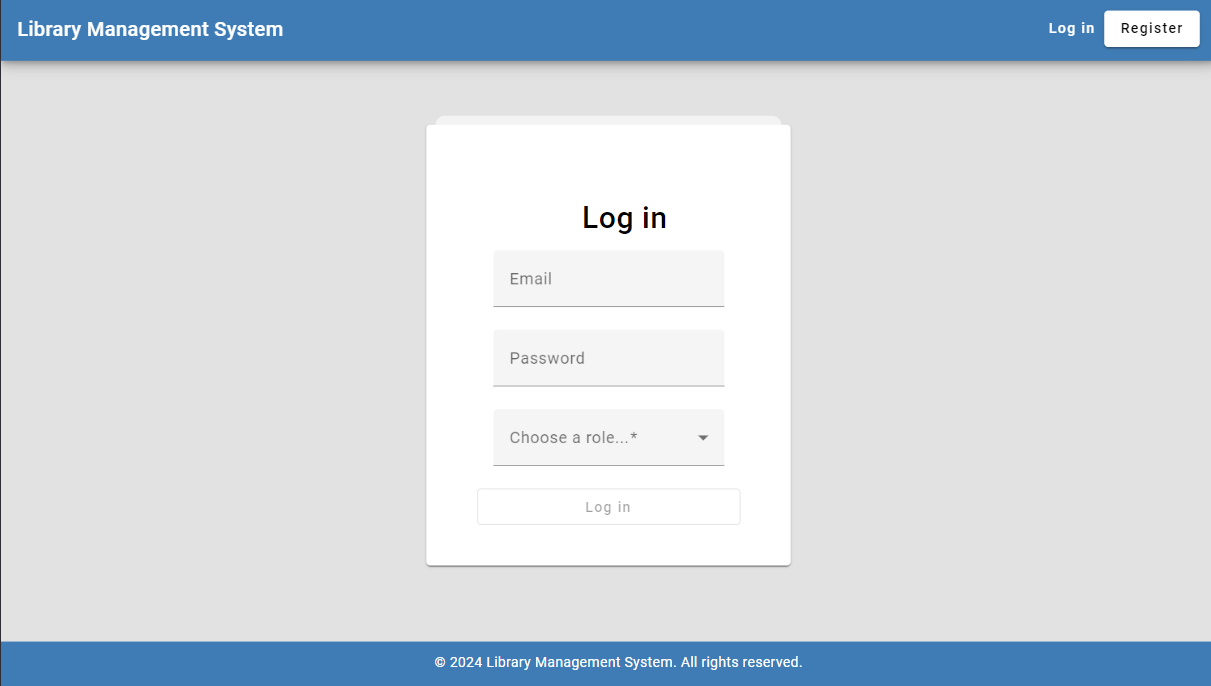 Library Management System
Log in
Register
Log in
Email
Password
Choose a role...*
Log in
© 2024 Library Management System. All rights reserved.